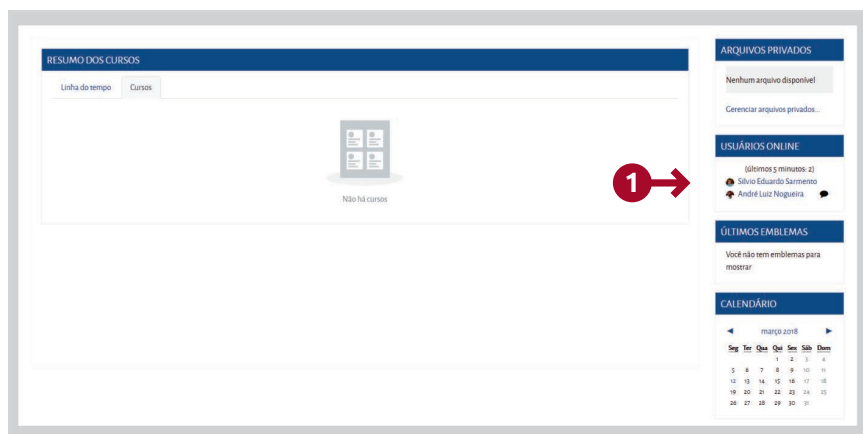 RESUMO DOS CURSOS
Linha do tempo Cursos
Não há cursos
1
ARQUIVOS PRIVADOS
Nenhum arquivo disponível
Gerenciar arquivos privados...
USUÁRIOS ONLINE
(últimos 5 minutos: 2)
Silvio Eduardo Sarmento
André Luiz Nogueira
ÚLTIMOS EMBLEMAS
Você não tem emblemas para
mostrar
CALENDÁRIO
◄ março 2018 ►
Seg Ter Qua Qui Sex Sáb Dom
1 2 3 4
5 6 7 8 9 10 11
12 13 14 15 16 17 18
19 20 21 22 23 24 25
26 27 28 29 30 31